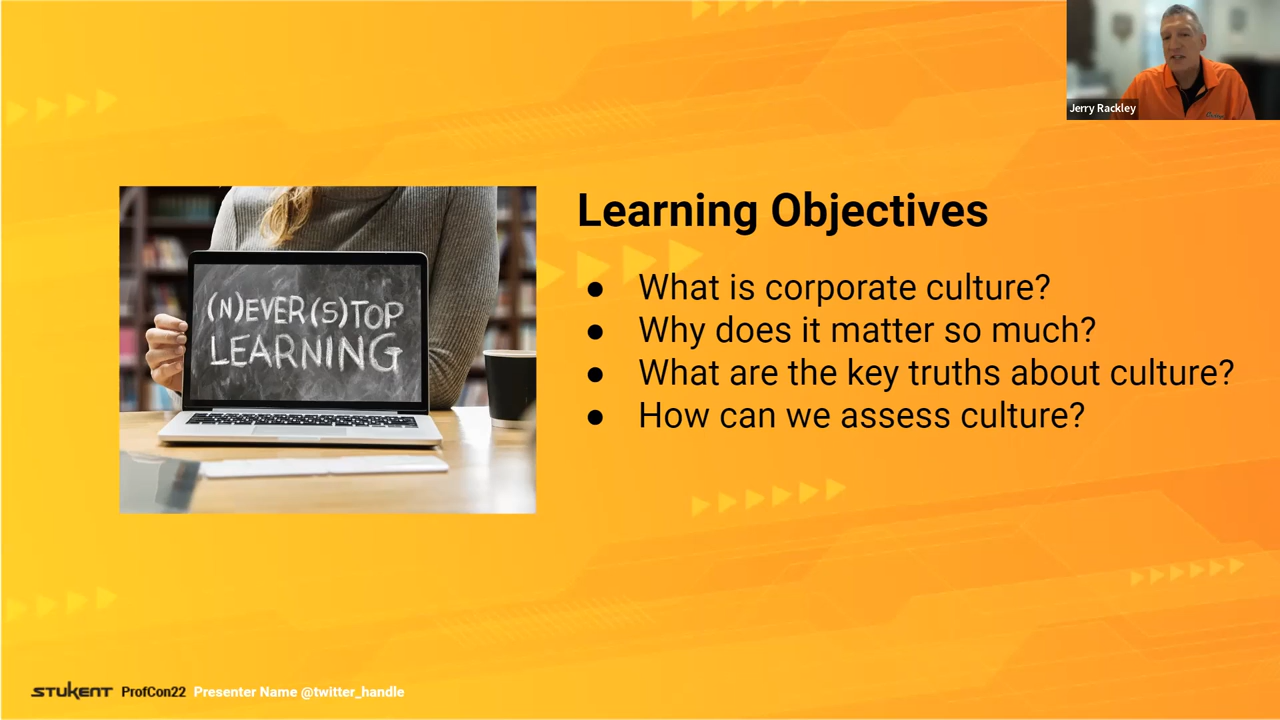 Jerry Rackley
(N)EVER (S)TOP
LEARNING
Learning Objectives
● What is corporate culture?
● Why does it matter so much?
● What are the key truths about culture?
● How can we assess culture?
STUKENT ProfCon22 Presenter Name @twitter_handle